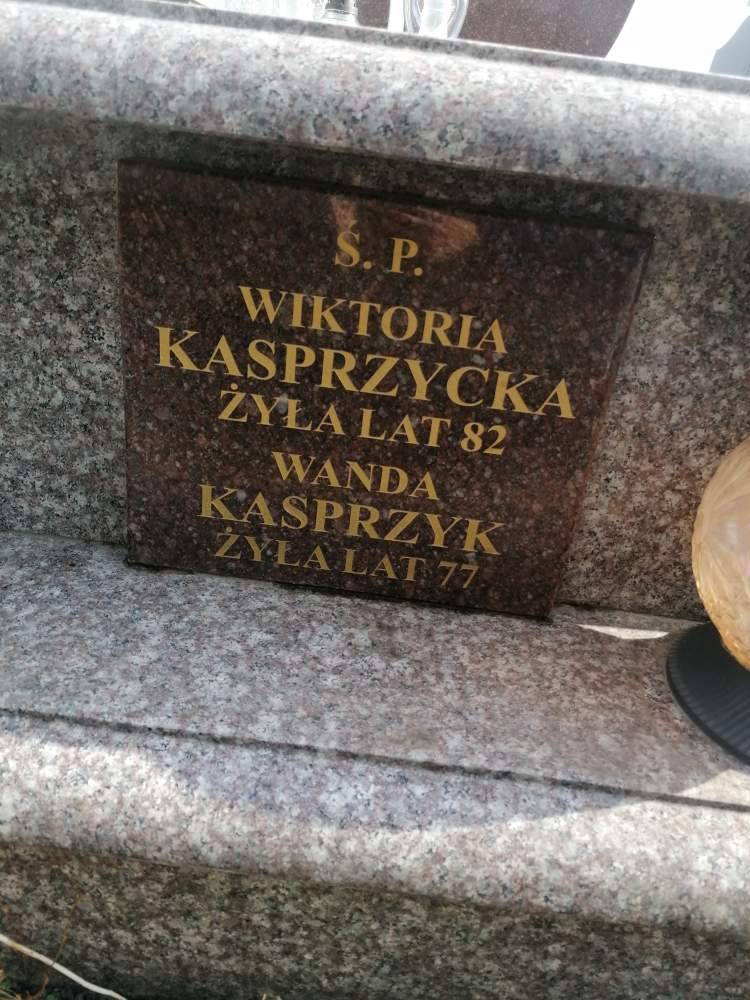 Ś. P.
WIKTORIA
KASPRZYCKA
ŻYŁA LAT 82
WANDA
KASPRZYK
ŻYŁA LAT 77